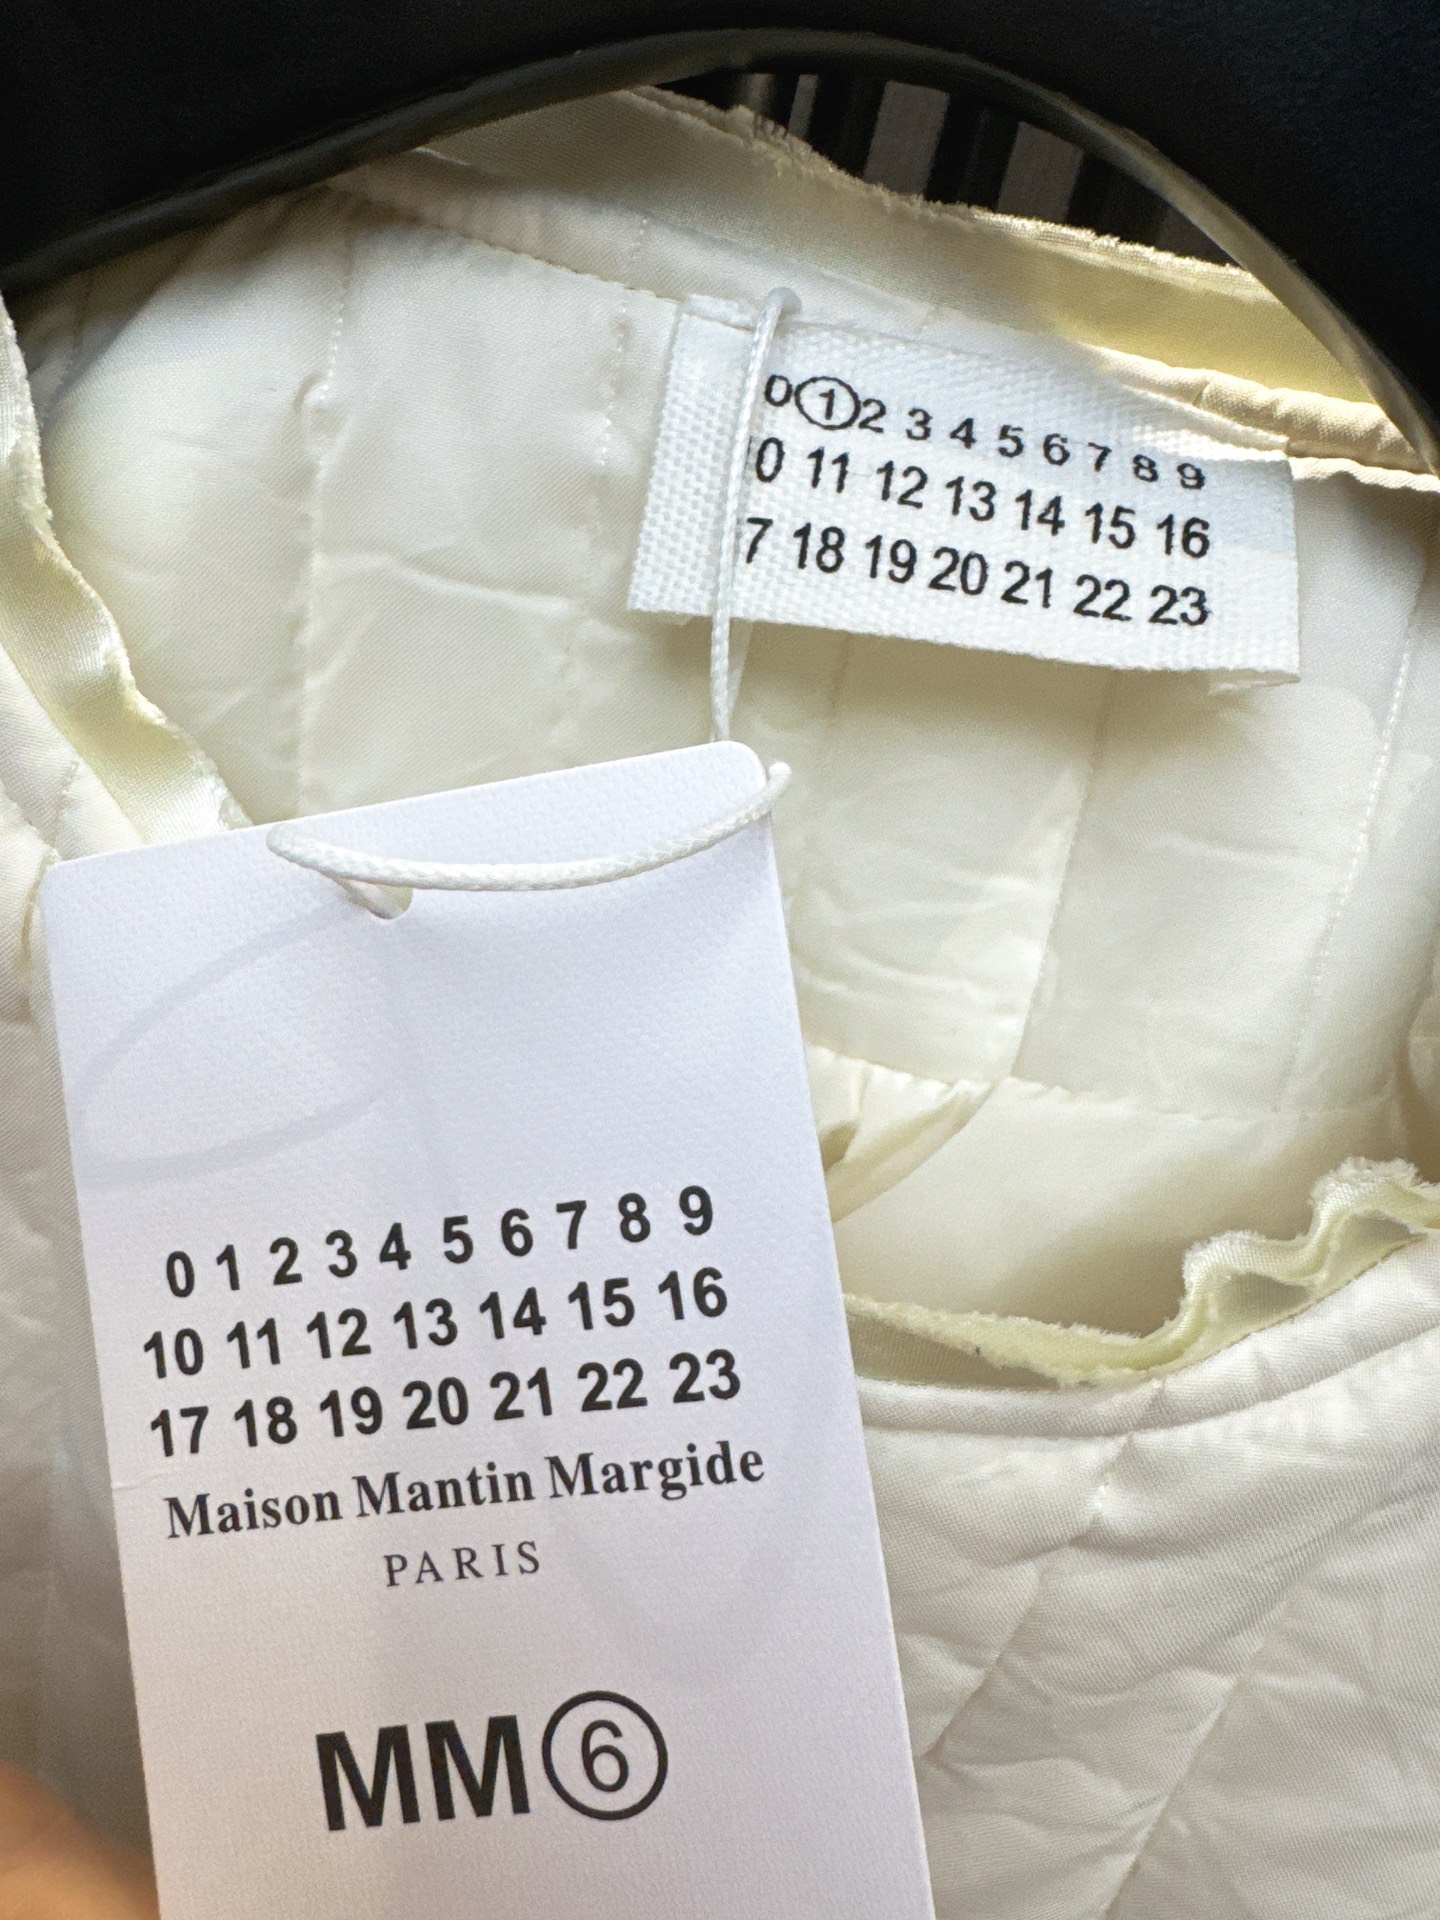 0 1 2 3 4 5 6 7 8 9
0 11 12 13 14 15 16
7 18 19 20 21 22 23
0 1 2 3 4 5 6 7 8 9
10 11 12 13 14 15 16
17 18 19 20 21 22 23
Maison Mantin Margide
PARIS
MM⑥